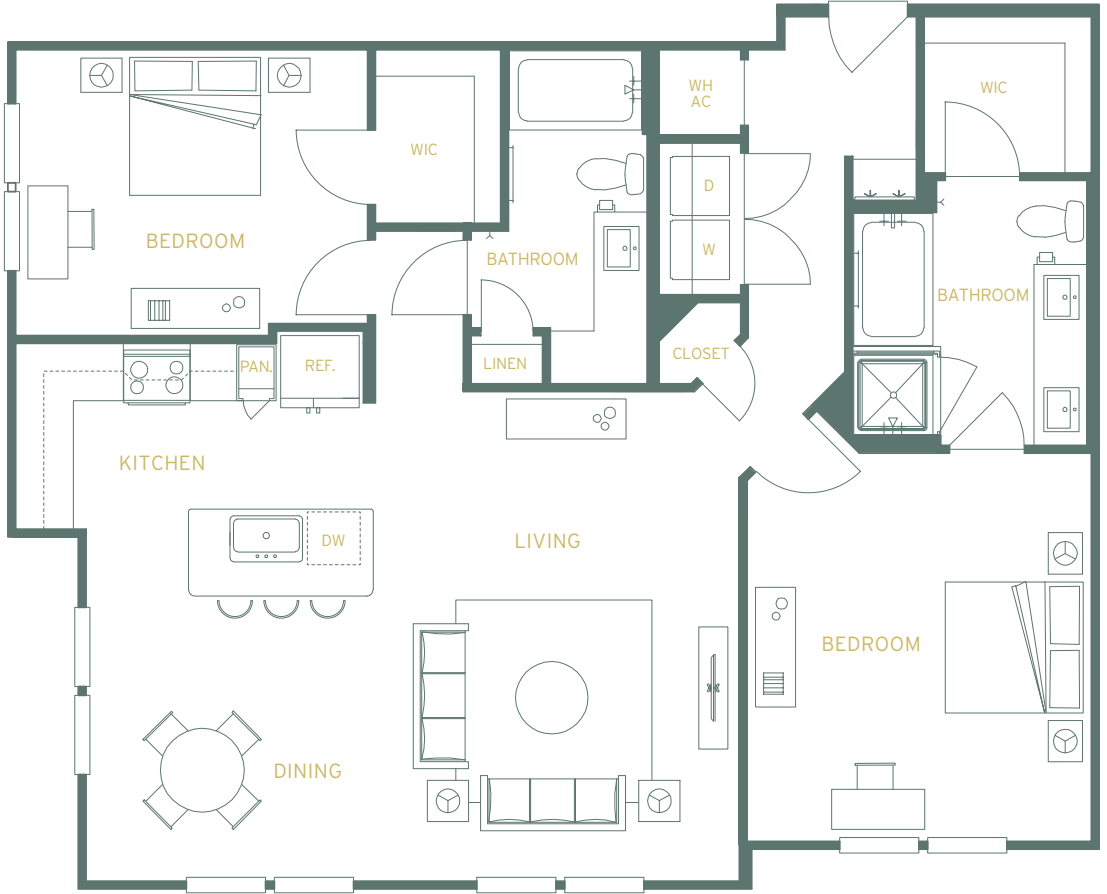 WH
AC
WIC
WIC
D
BEDROOM
W
BATHROOM
BATHROOM
CLOSET
LINEN
PAN.
REF.
KITCHEN
DW
LIVING
BEDROOM
DINING